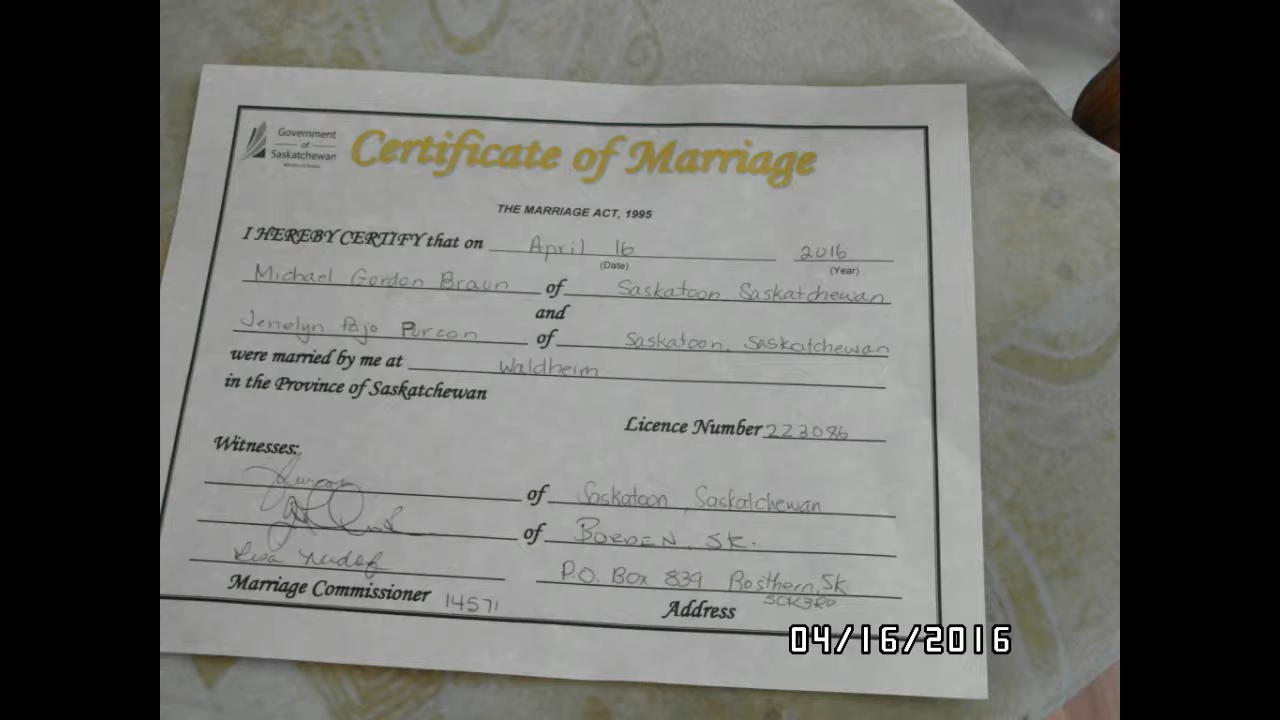 Government
of
Saskatchewan
Certificate of Marriage
THE MARRIAGE ACT, 1995
I HEREBY CERTIFY that on April 16 2016
(Date) (Year)
Michael Gordon Braun of Saskatoon Saskatchewan
and
Jenelyn Pajo Purcon of Saskatoon, Saskatchewan
were married by me at Waldheim
in the Province of Saskatchewan
Licence Number 223086
Witnesses:
of Saskatoon, Saskatchewan
of BORDEN, SK.
P.O. Box 839 Rosthern, SK
Marriage Commissioner 14571 Address S0K3R0
04/16/2016